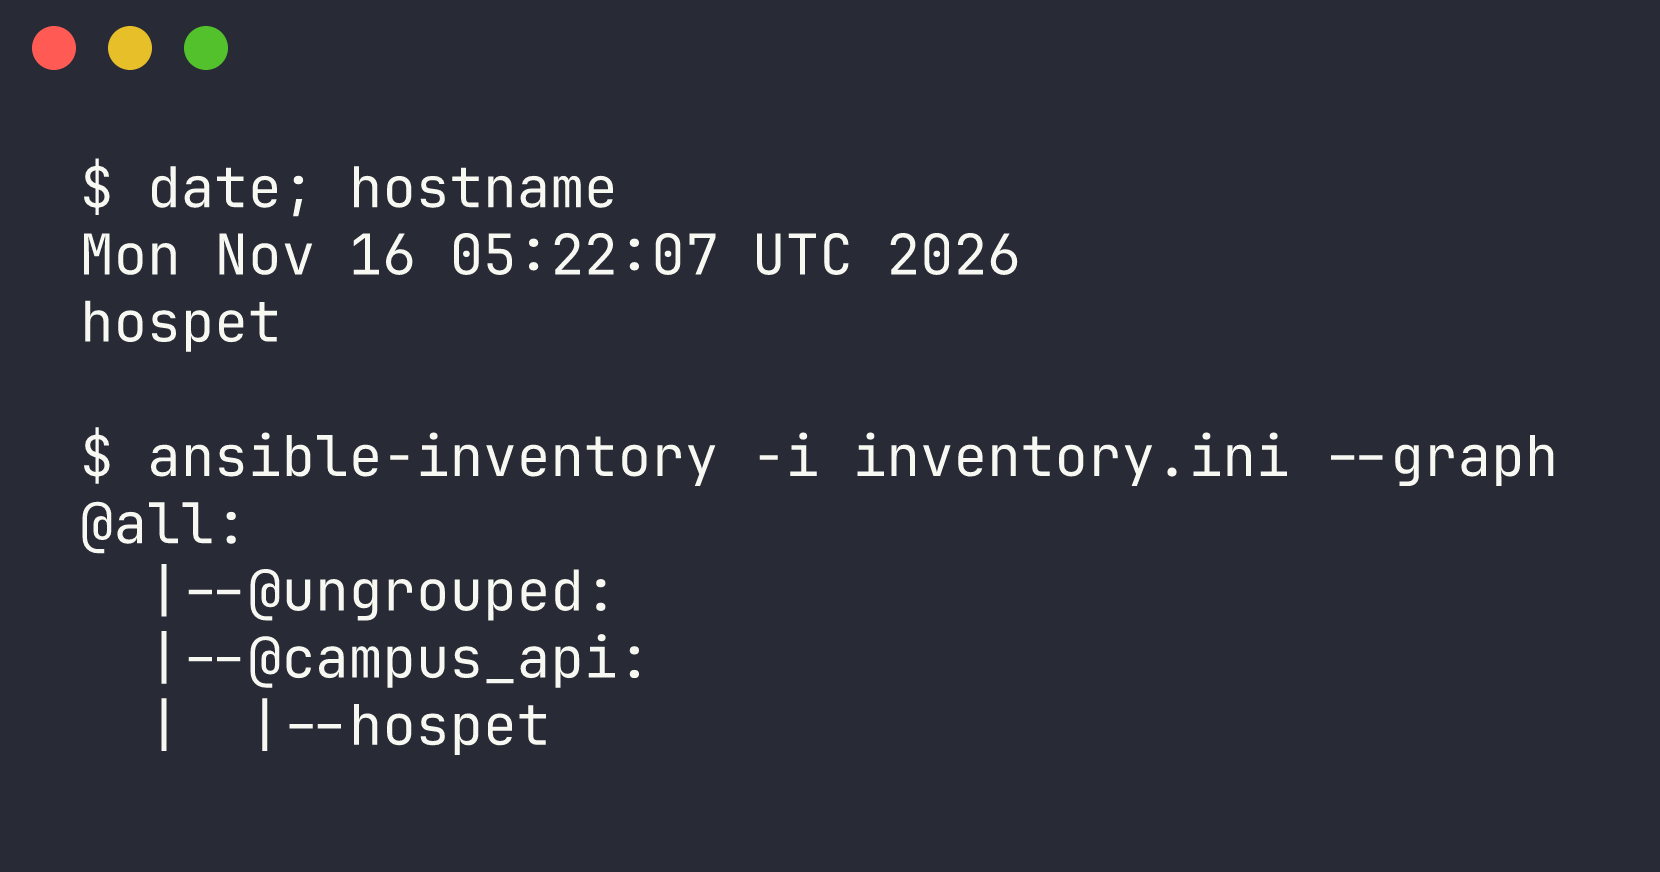 $ date; hostname
Mon Nov 16 05:22:07 UTC 2026
hospet

$ ansible-inventory -i inventory.ini --graph
@all:
  |--@ungrouped:
  |--@campus_api:
  |  |--hospet